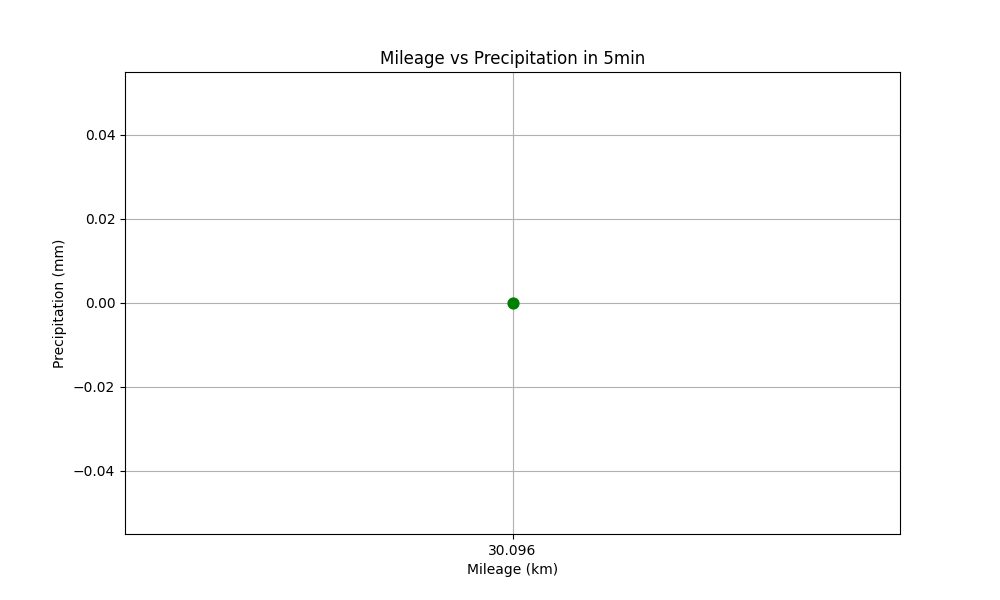 Mileage vs Precipitation in 5min
0.04
0.02
0.00
−0.02
−0.04
Precipitation (mm)
30.096
Mileage (km)